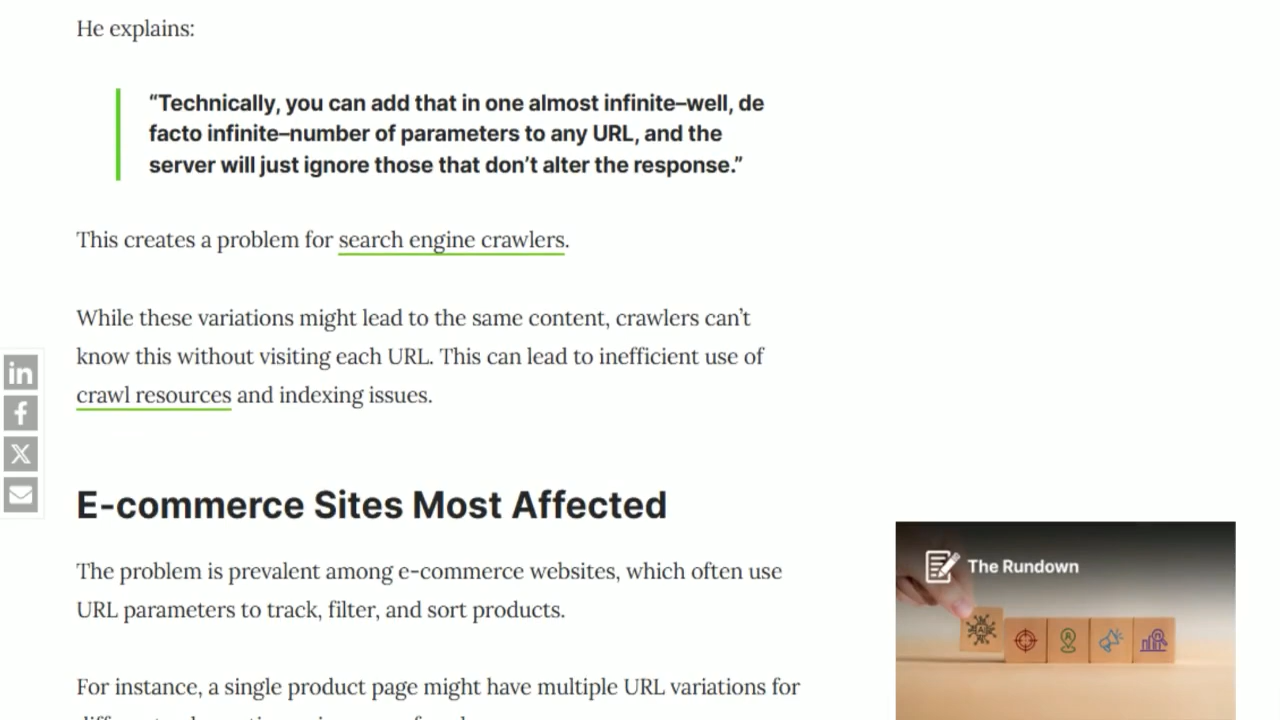 He explains:
“Technically, you can add that in one almost infinite–well, de
facto infinite–number of parameters to any URL, and the
server will just ignore those that don’t alter the response.”
This creates a problem for search engine crawlers.
While these variations might lead to the same content, crawlers can’t
know this without visiting each URL. This can lead to inefficient use of
crawl resources and indexing issues.
E-commerce Sites Most Affected
The problem is prevalent among e-commerce websites, which often use
URL parameters to track, filter, and sort products.
For instance, a single product page might have multiple URL variations for
The Rundown